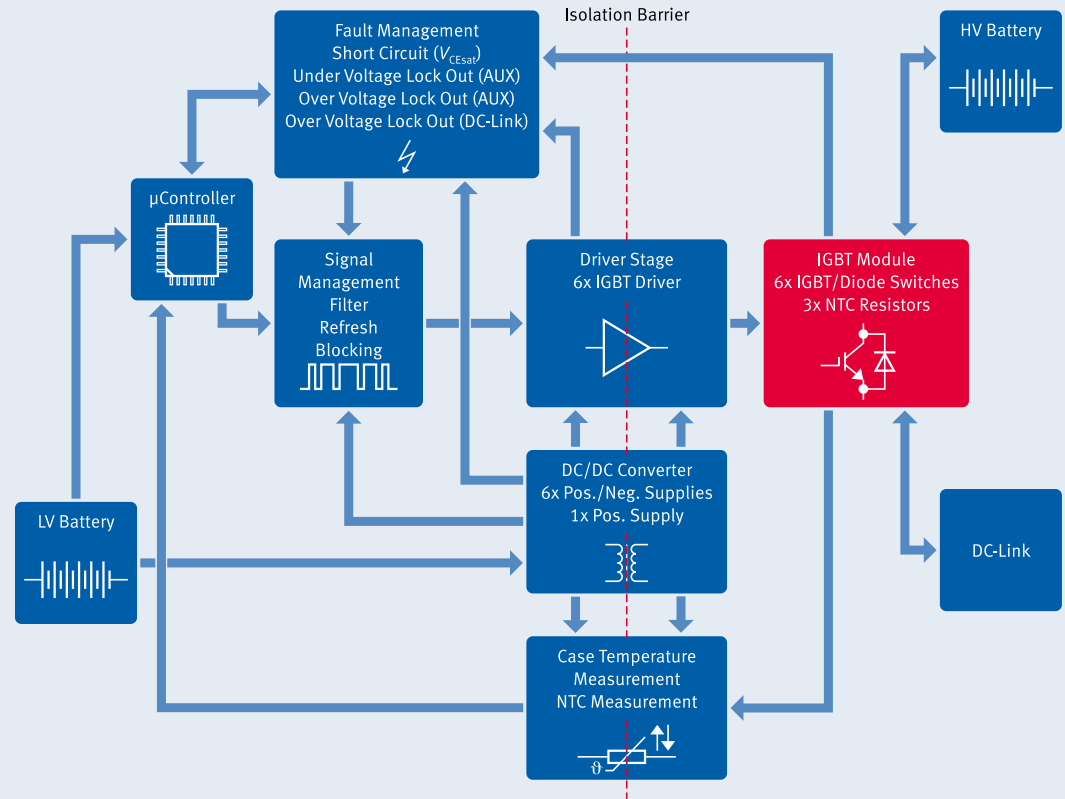 Isolation Barrier
Fault Management
Short Circuit (VCEsat)
Under Voltage Lock Out (AUX)
Over Voltage Lock Out (AUX)
Over Voltage Lock Out (DC-Link)
HV Battery
µController
Signal
Management
Filter
Refresh
Blocking
Driver Stage
6x IGBT Driver
IGBT Module
6x IGBT/Diode Switches
3x NTC Resistors
LV Battery
DC/DC Converter
6x Pos./Neg. Supplies
1x Pos. Supply
DC-Link
Case Temperature
Measurement
NTC Measurement
ϑ